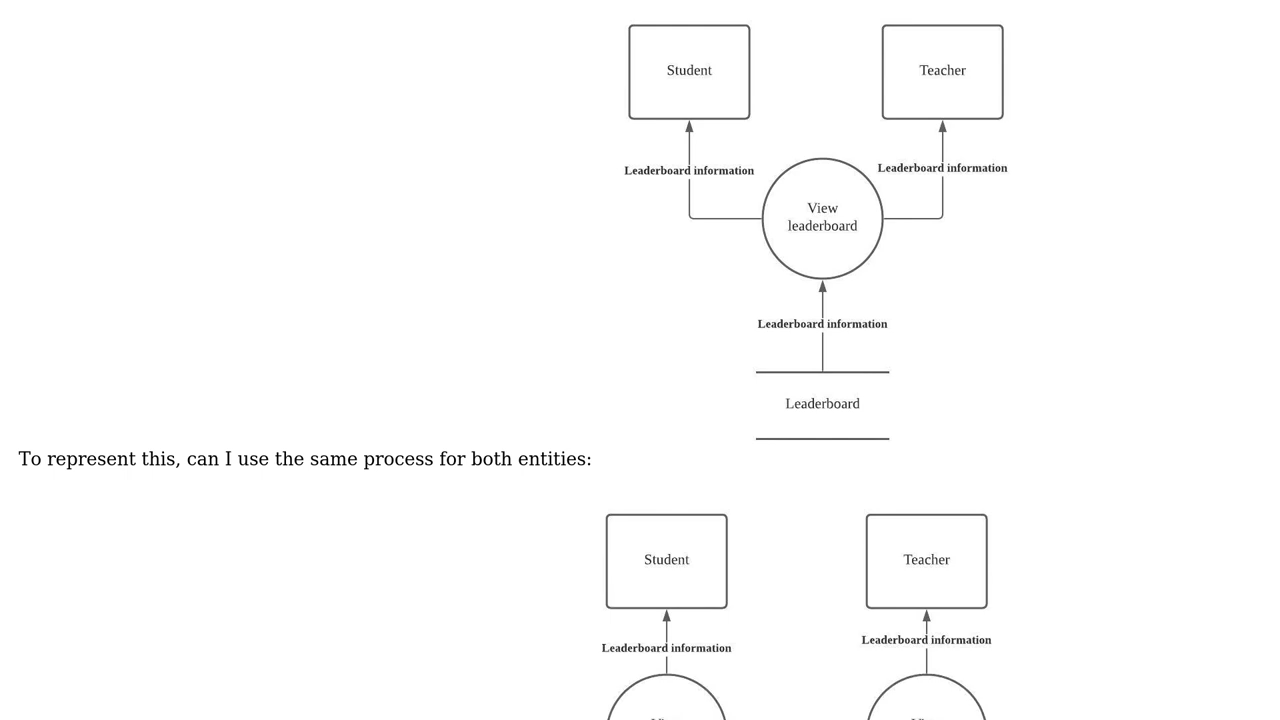 Student Teacher
Leaderboard information Leaderboard information
View
leaderboard
Leaderboard information
Leaderboard
To represent this, can I use the same process for both entities:
Student Teacher
Leaderboard information Leaderboard information